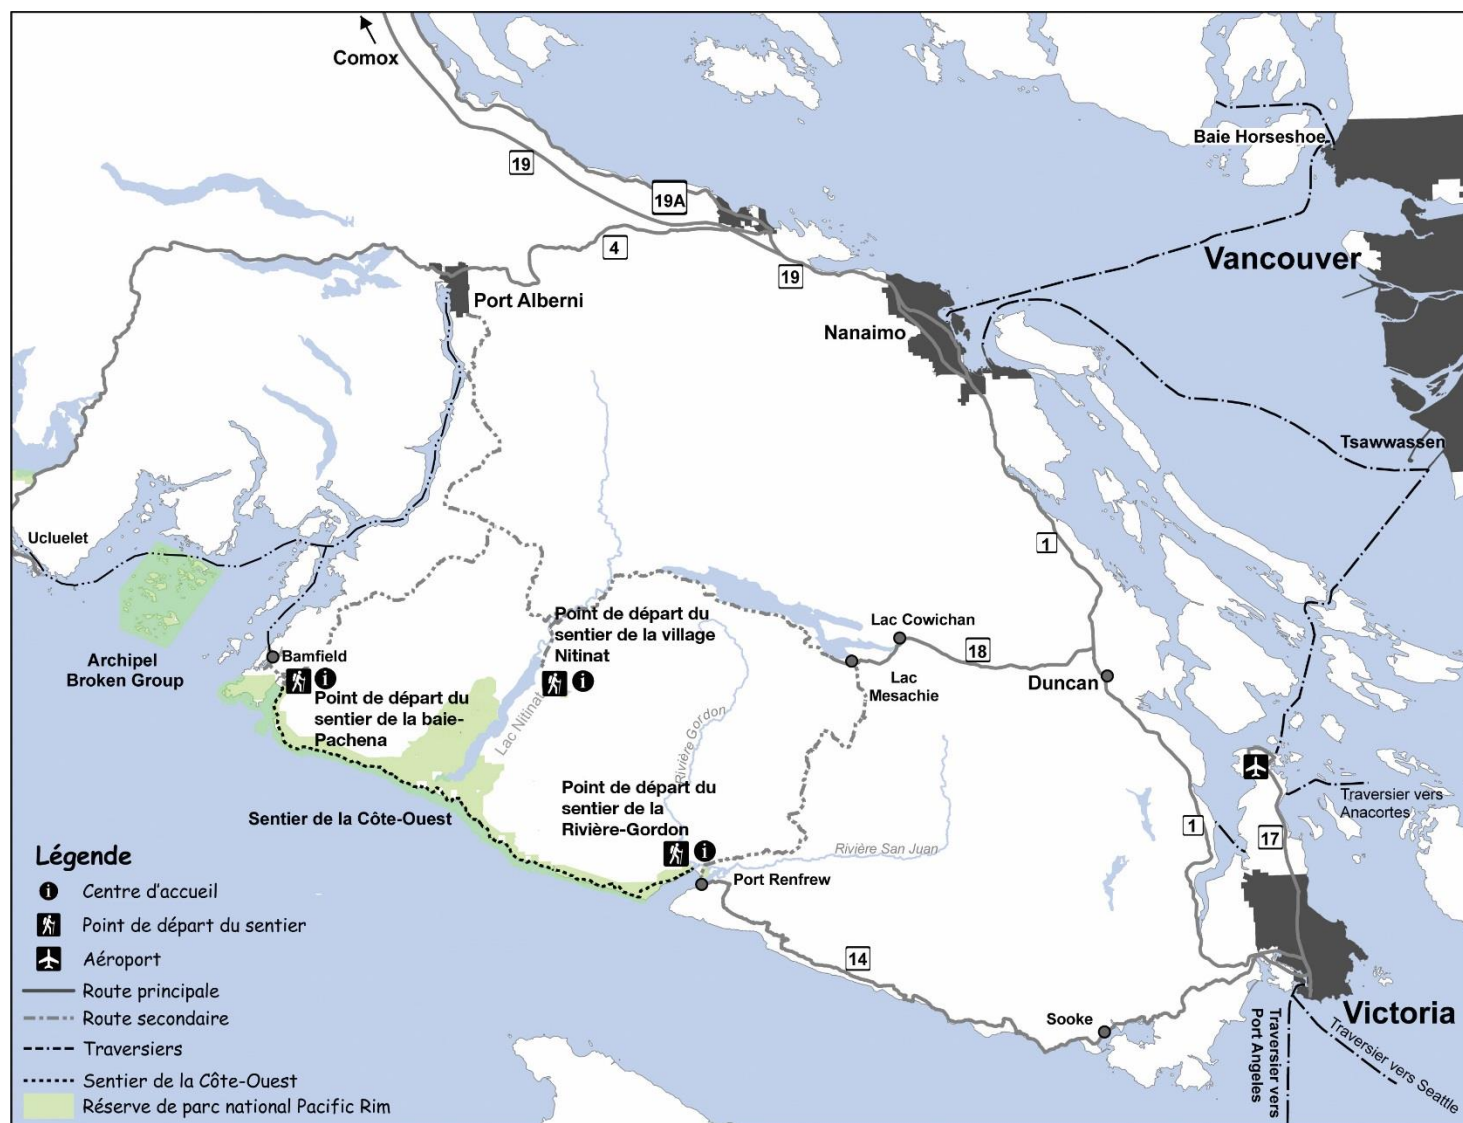 Comox
19
19A
4
19
Baie Horseshoe
Vancouver
Port Alberni
Nanaimo
Tsawwassen
Ucluelet
1
Archipel
Broken Group
Bamfield
Point de départ du
sentier de la baie-
Pachena
Point de départ du
sentier de la village
Nitinat
Lac Nitinat
Rivière Gordon
Lac Cowichan
18
Lac
Mesachie
Duncan
Sentier de la Côte-Ouest
Point de départ du
sentier de la
Rivière-Gordon
Rivière San Juan
Port Renfrew
1
17
Traversier vers
Anacortes
14
Sooke
Victoria
Traversier vers
Port Angeles
Traversier vers Seattle
Légende
Centre d'accueil
Point de départ du sentier
Aéroport
Route principale
Route secondaire
Traversiers
Sentier de la Côte-Ouest
Réserve de parc national Pacific Rim